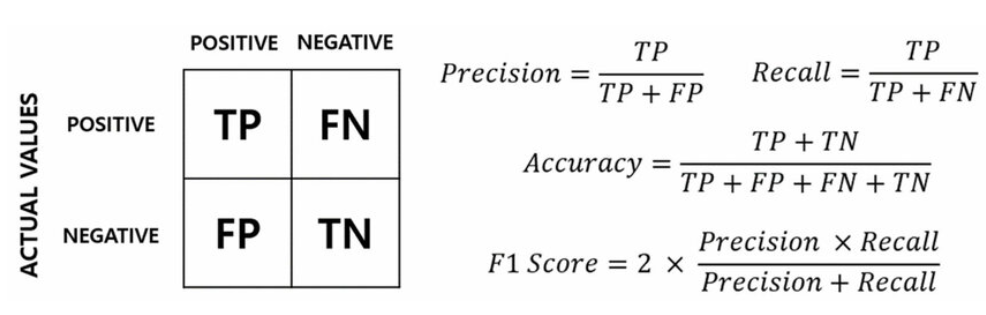 POSITIVE NEGATIVE
ACTUAL VALUES
POSITIVE TP FN
NEGATIVE FP TN
Precision = TP / (TP + FP)
Recall = TP / (TP + FN)
Accuracy = (TP + TN) / (TP + FP + FN + TN)
F1 Score = 2 × (Precision × Recall) / (Precision + Recall)